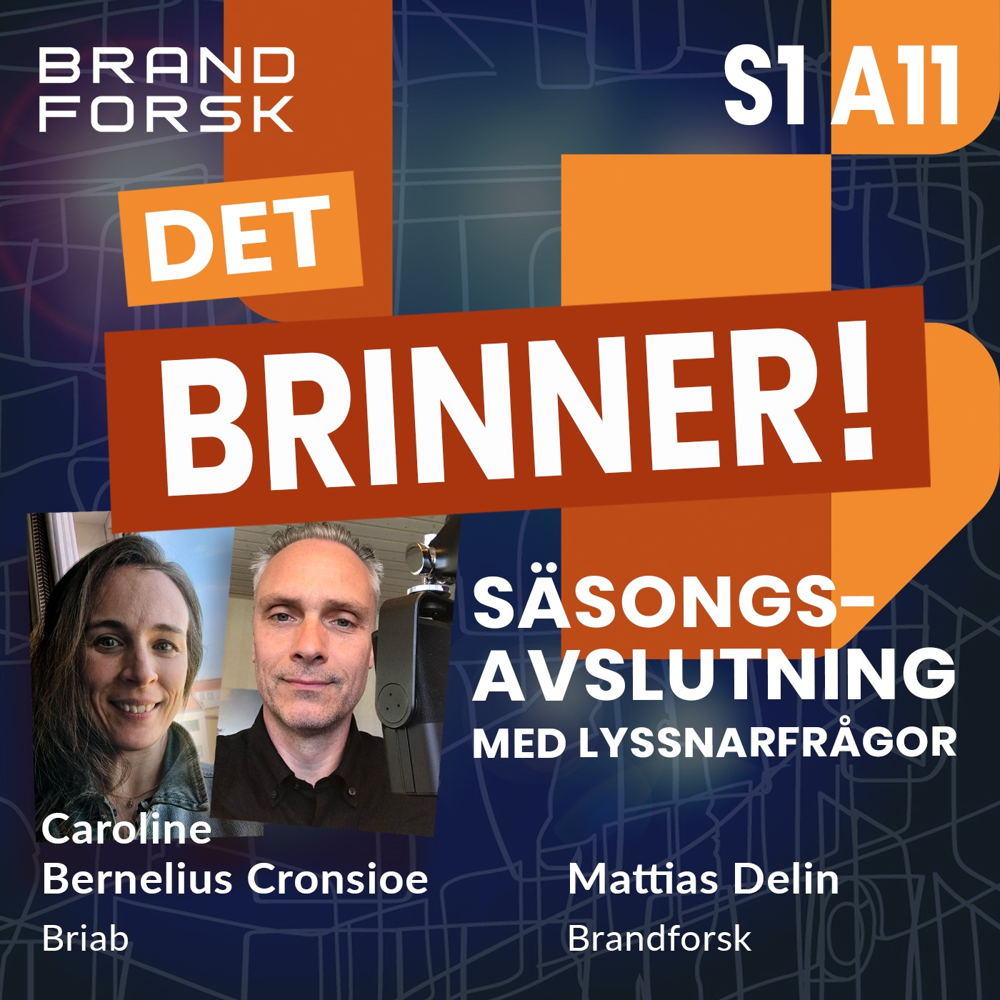 BRAND
FORSK
S1 A11
DET
BRINNER!
SÄSONGS-
AVSLUTNING
MED LYSSNARFRÅGOR
Caroline
Bernelius Cronsioe
Briab
Mattias Delin
Brandforsk